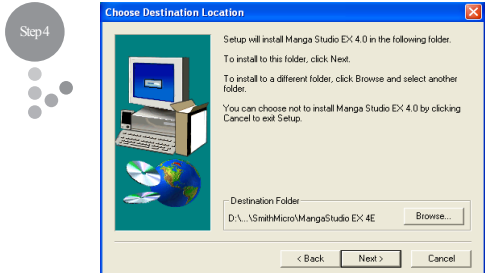 Step 4
Choose Destination Location
Setup will install Manga Studio EX 4.0 in the following folder.
To install to this folder, click Next.
To install to a different folder, click Browse and select another
folder.
You can choose not to install Manga Studio EX 4.0 by clicking
Cancel to exit Setup.
Destination Folder
D:\...\SmithMicro\MangaStudio EX 4E
Browse...
< Back
Next >
Cancel